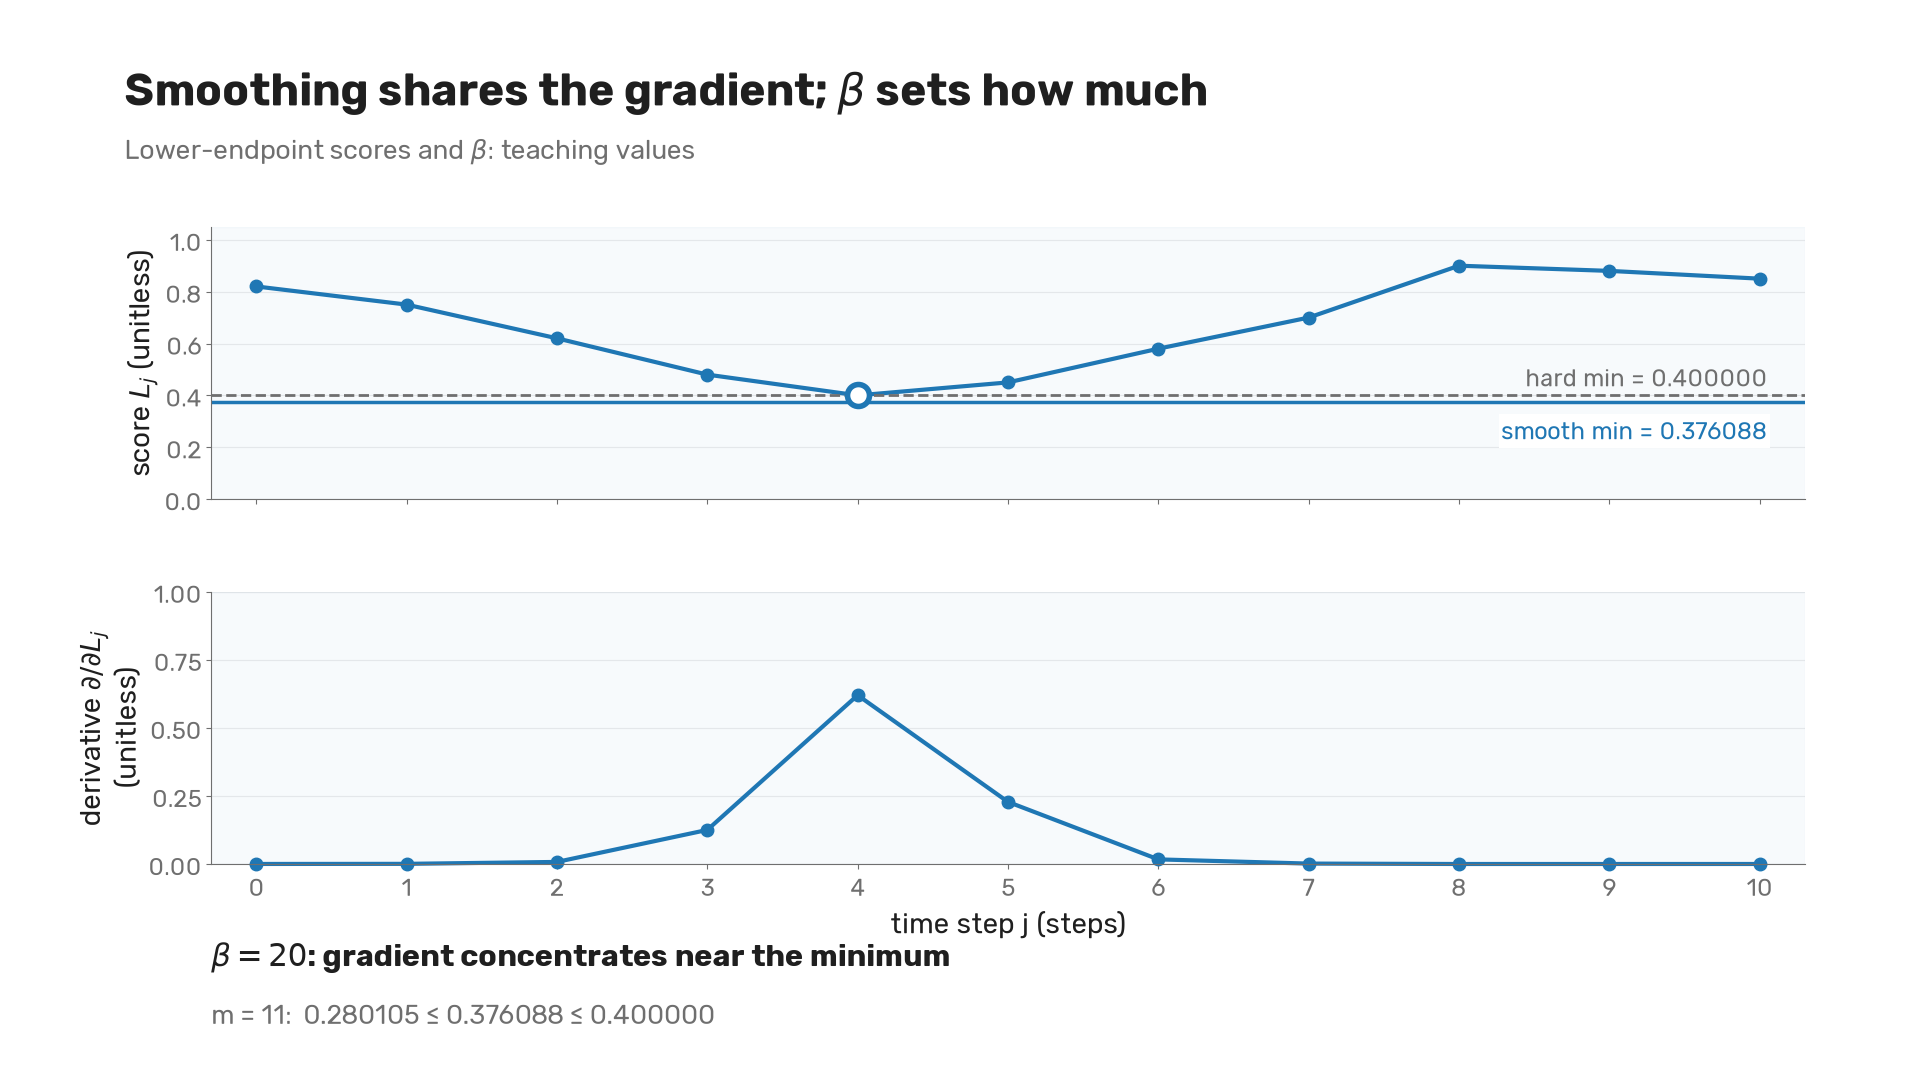 Smoothing shares the gradient; β sets how much
Lower-endpoint scores and β: teaching values
score Lj (unitless)
1.0
0.8
0.6
0.4
0.2
0.0
hard min = 0.400000
smooth min = 0.376088
derivative ∂/∂Lj
(unitless)
1.00
0.75
0.50
0.25
0.00
0 1 2 3 4 5 6 7 8 9 10
time step j (steps)
β = 20: gradient concentrates near the minimum
m = 11: 0.280105 ≤ 0.376088 ≤ 0.400000